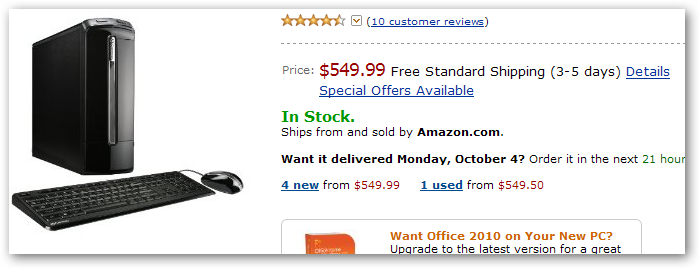 (10 customer reviews)
Price: $549.99 Free Standard Shipping (3-5 days) Details
Special Offers Available
In Stock.
Ships from and sold by Amazon.com.
Want it delivered Monday, October 4? Order it in the next 21 hour
4 new from $549.99 1 used from $549.50
Want Office 2010 on Your New PC?
Upgrade to the latest version for a great